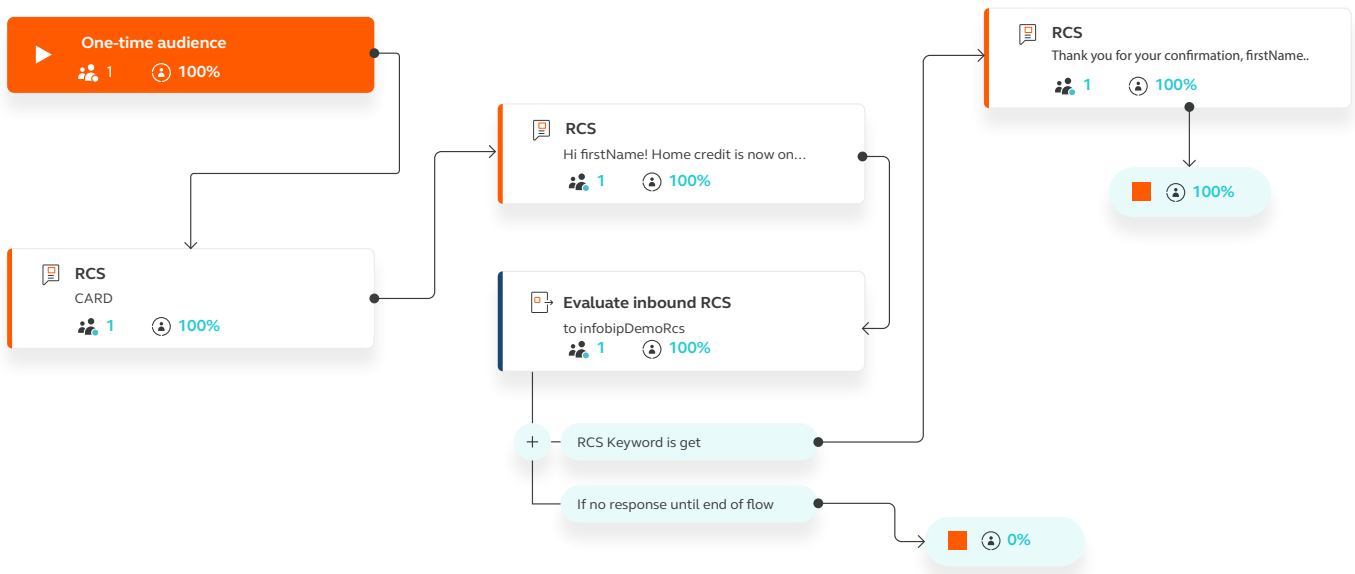 One-time audience
1 100%
RCS
CARD
1 100%
RCS
Hi firstName! Home credit is now on...
1 100%
Evaluate inbound RCS
to infobipDemoRcs
1 100%
+ RCS Keyword is get
If no response until end of flow
0%
RCS
Thank you for your confirmation, firstName..
1 100%
100%